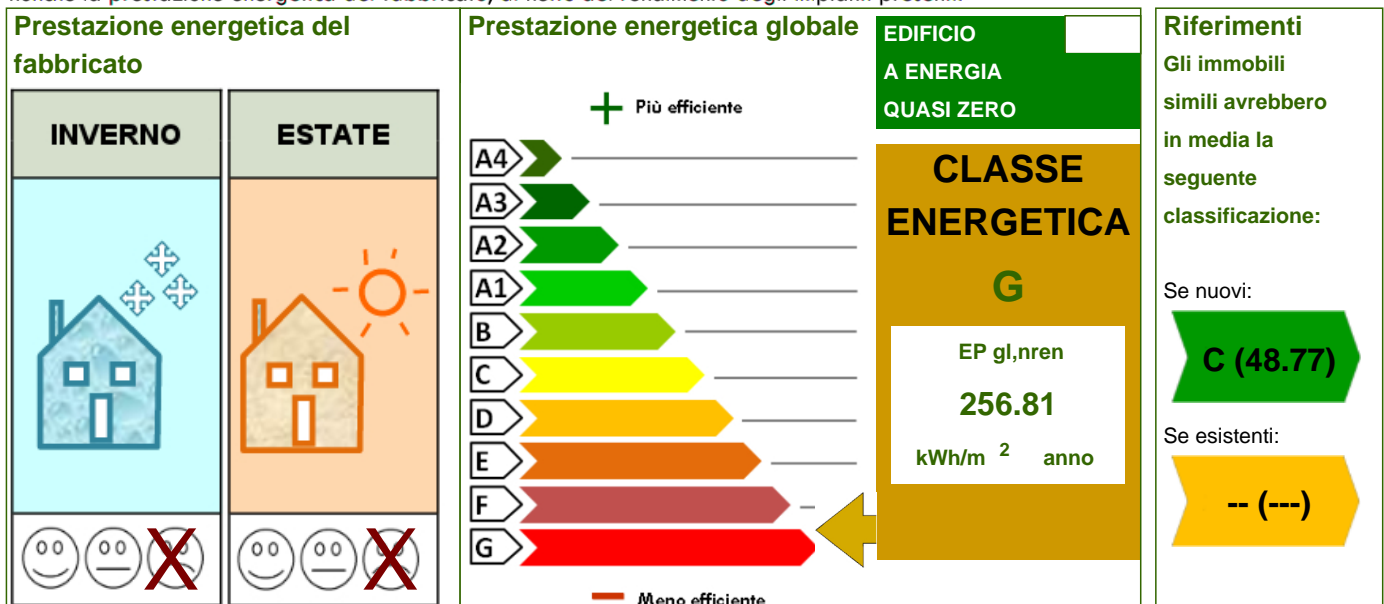 Prestazione energetica del
fabbricato
INVERNO
ESTATE
Prestazione energetica globale
Più efficiente
A4
A3
A2
A1
B
C
D
E
F
G
Meno efficiente
EDIFICIO
A ENERGIA
QUASI ZERO
CLASSE
ENERGETICA
G
EP gl,nren
256.81
kWh/m 2 anno
Riferimenti
Gli immobili
simili avrebbero
in media la
seguente
classificazione:
Se nuovi:
C (48.77)
Se esistenti:
-- (---)